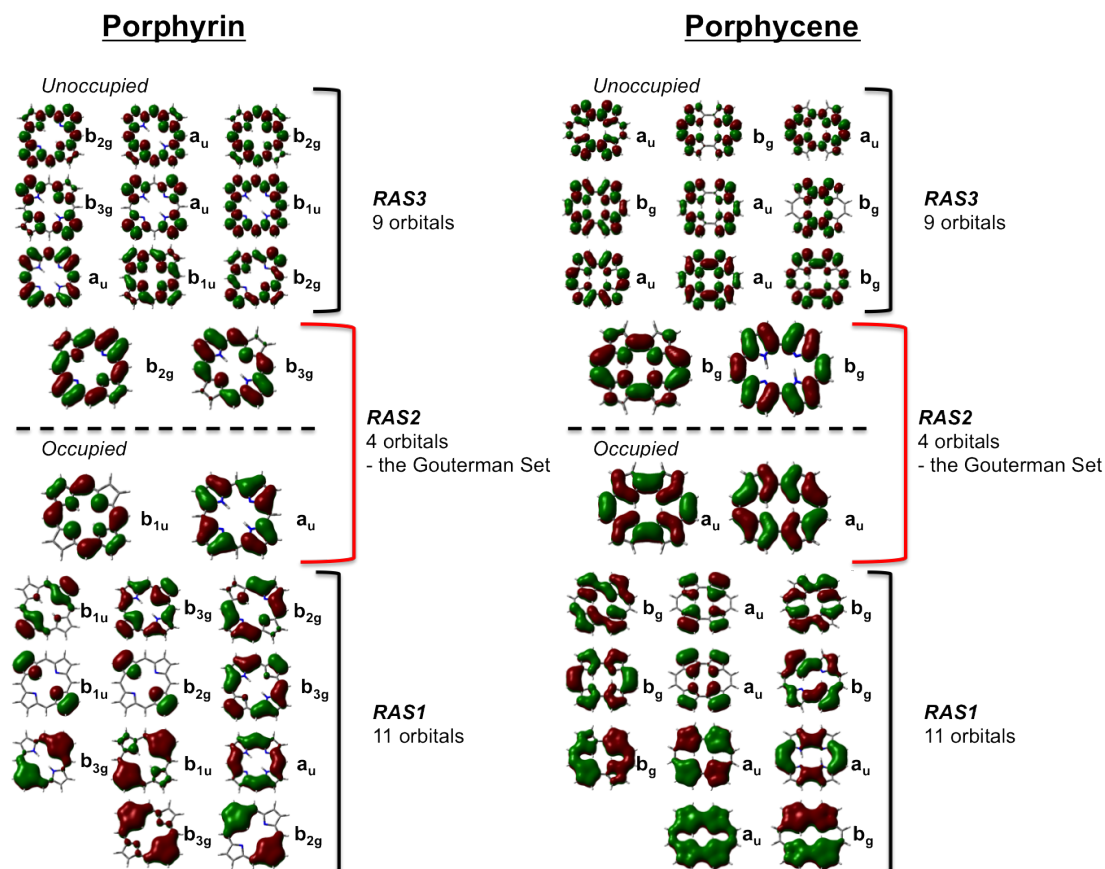 Porphyrin
Unoccupied
b2g au b2g
b3g au b1u
au b1u b2g
RAS3
9 orbitals
b2g b3g
Occupied
b1u au
RAS2
4 orbitals
- the Gouterman Set
b1u b3g b2g
b1u b2g b3g
b3g b1u au
b3g b2g
RAS1
11 orbitals
Porphycene
Unoccupied
au bg au
bg au bg
au au bg
RAS3
9 orbitals
bg bg
Occupied
au au
RAS2
4 orbitals
- the Gouterman Set
bg au bg
bg au bg
bg au au
au bg
RAS1
11 orbitals